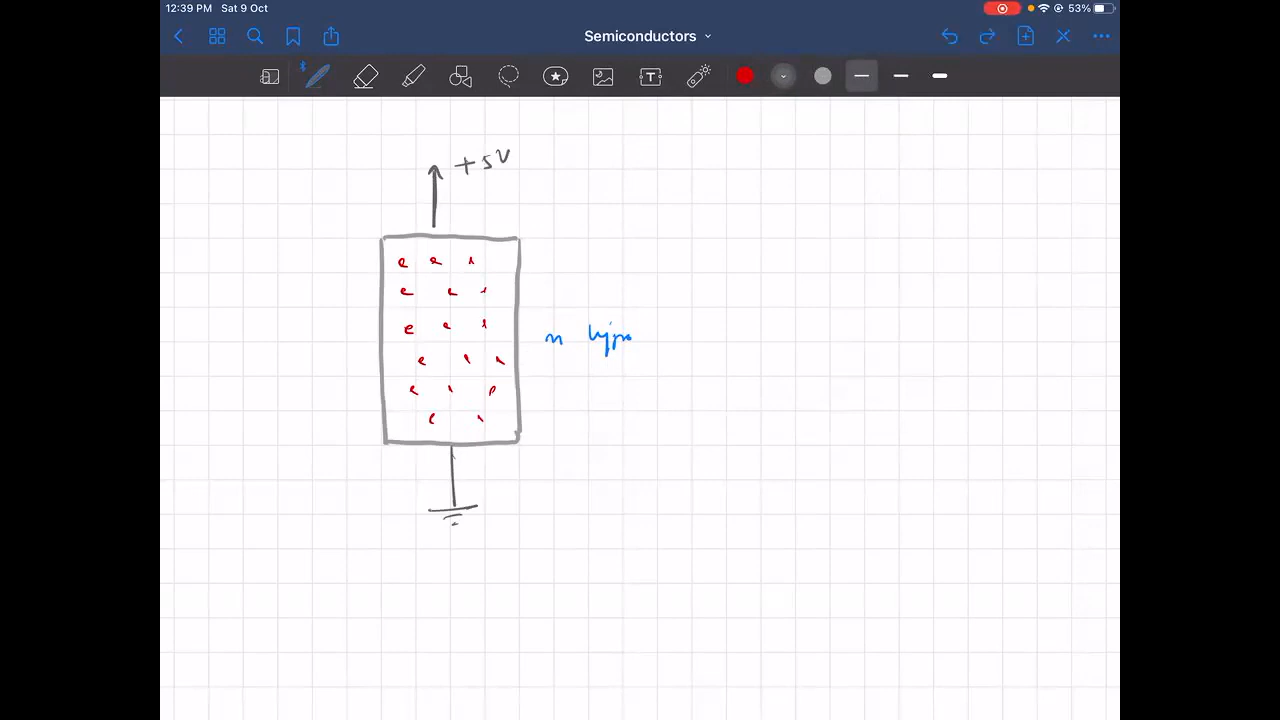 12:39 PM Sat 9 Oct 53%
Semiconductors
T
+5V
e e
e e
e e
e
e
n type